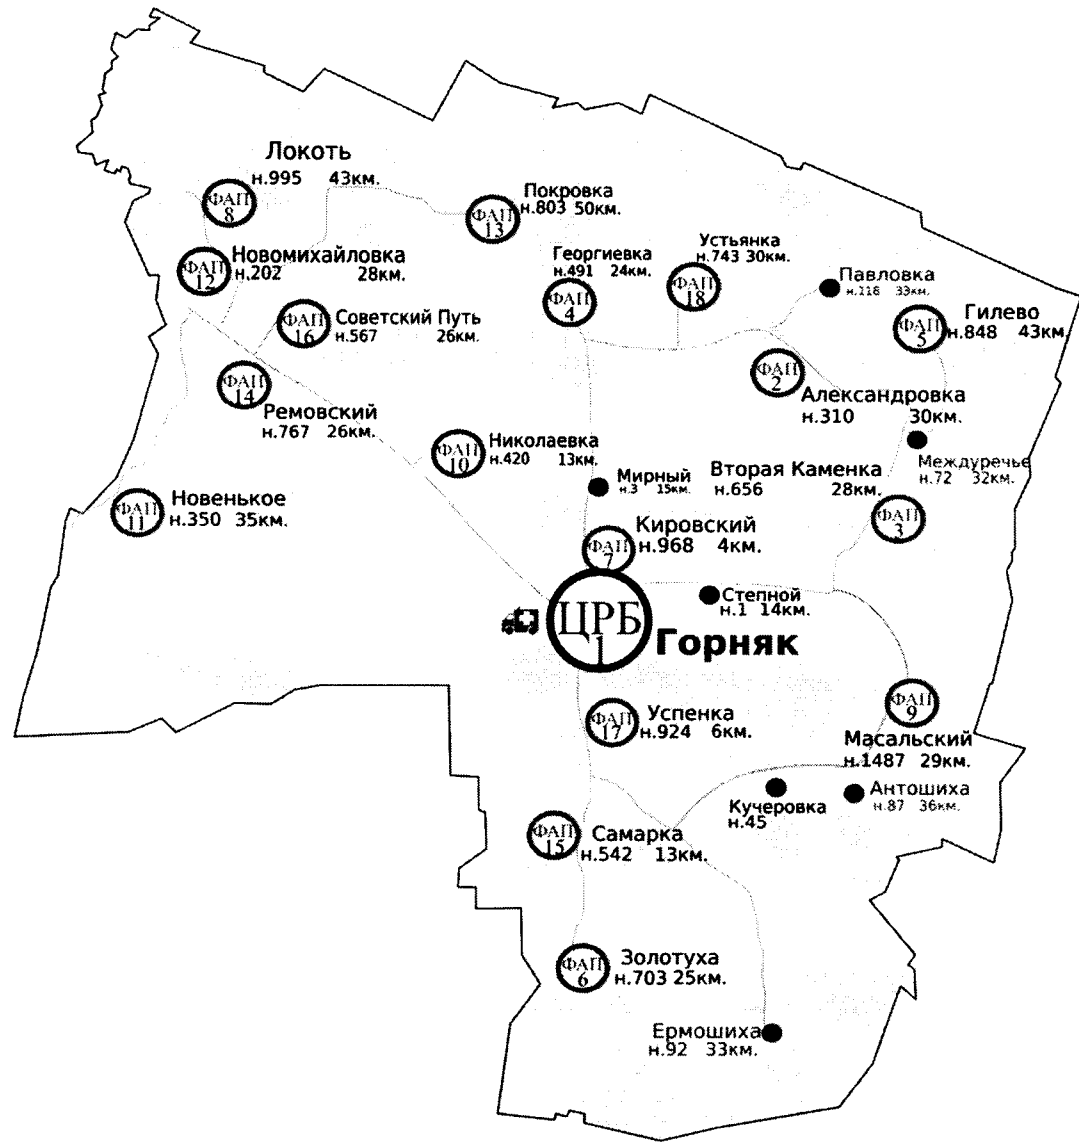 Локоть
н.995 43км.
ФАП
8
Покровка
н.803 50км.
ФАП
13
Новомихайловка
н.202 28км.
ФАП
12
Георгиевка
н.491 24км.
ФАП
4
Устьянка
н.743 30км.
ФАП
18
Павловка
н.116 33км.
Гилево
н.848 43км.
ФАП
5
Советский Путь
н.567 26км.
ФАП
16
ФАП
14
Ремовский
н.767 26км.
ФАП
2
Александровка
н.310 30км.
Николаевка
н.420 13км.
ФАП
10
Мирный
н.3 15км.
Вторая Каменка
н.656 28км.
ФАП
3
Междуречье
н.72 32км.
Новенькое
н.350 35км.
ФАП
11
Кировский
н.968 4км.
ФАП
7
Степной
н.1 14км.
ЦРБ
1
Горняк
Успенка
н.924 6км.
ФАП
17
ФАП
9
Масальский
н.1487 29км.
Кучеровка
н.45
Антошиха
н.87 36км.
Самарка
н.542 13км.
ФАП
15
Золотуха
н.703 25км.
ФАП
6
Ермошиха
н.92 33км.